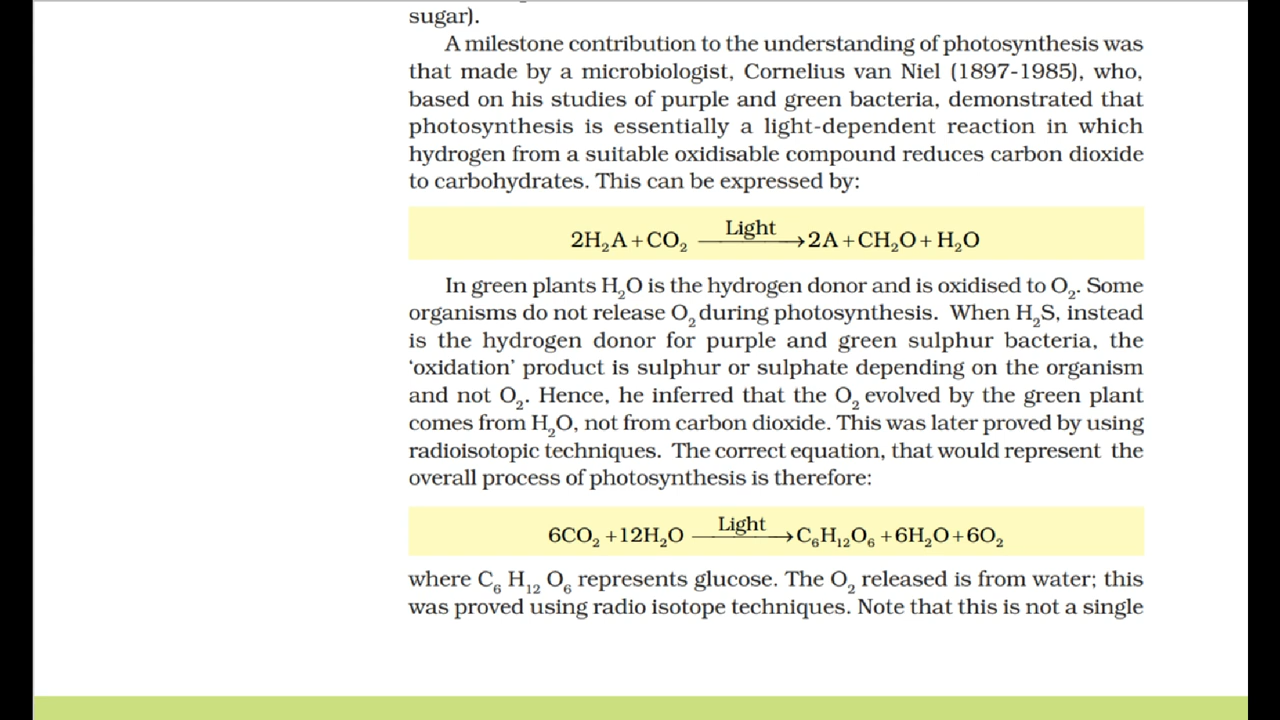 sugar).
A milestone contribution to the understanding of photosynthesis was
that made by a microbiologist, Cornelius van Niel (1897-1985), who,
based on his studies of purple and green bacteria, demonstrated that
photosynthesis is essentially a light-dependent reaction in which
hydrogen from a suitable oxidisable compound reduces carbon dioxide
to carbohydrates. This can be expressed by:
Light
2H₂A + CO₂ ⟶ 2A + CH₂O + H₂O
In green plants H₂O is the hydrogen donor and is oxidised to O₂. Some
organisms do not release O₂ during photosynthesis. When H₂S, instead
is the hydrogen donor for purple and green sulphur bacteria, the
‘oxidation’ product is sulphur or sulphate depending on the organism
and not O₂. Hence, he inferred that the O₂ evolved by the green plant
comes from H₂O, not from carbon dioxide. This was later proved by using
radioisotopic techniques. The correct equation, that would represent the
overall process of photosynthesis is therefore:
Light
6CO₂ + 12H₂O ⟶ C₆H₁₂O₆ + 6H₂O + 6O₂
where C₆ H₁₂ O₆ represents glucose. The O₂ released is from water; this
was proved using radio isotope techniques. Note that this is not a single